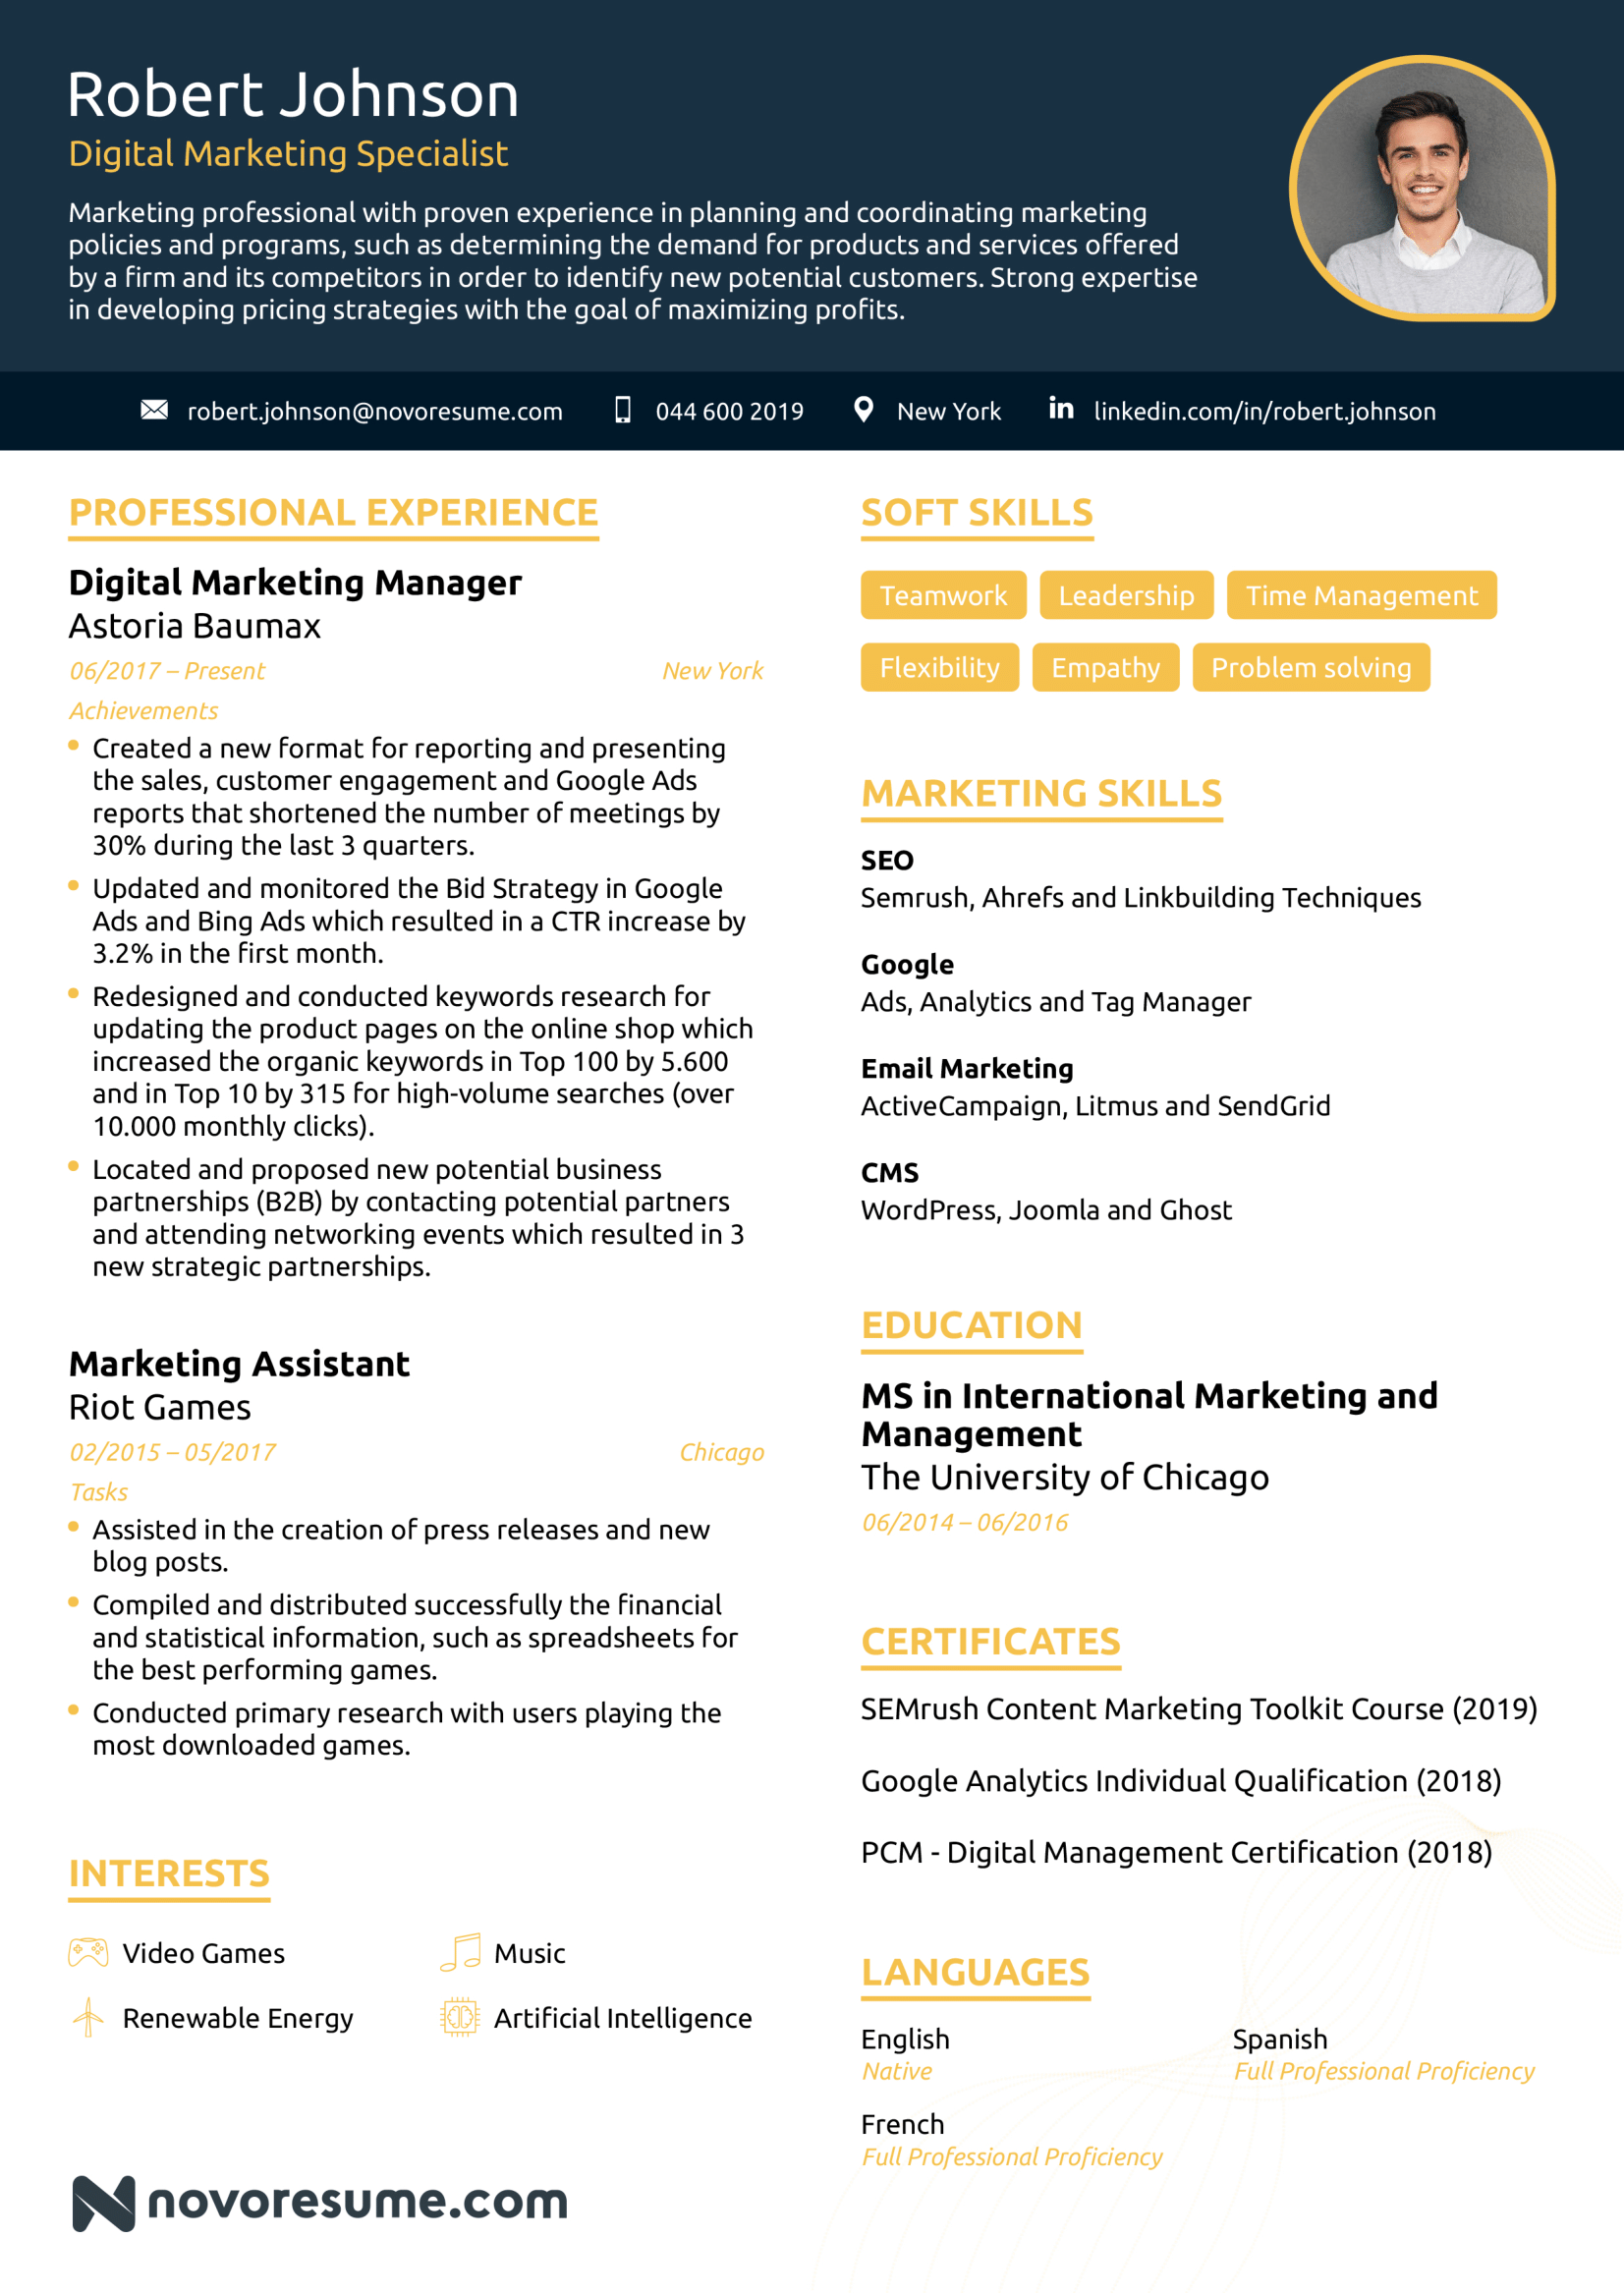 Robert Johnson
Digital Marketing Specialist
Marketing professional with proven experience in planning and coordinating marketing
policies and programs, such as determining the demand for products and services offered
by a firm and its competitors in order to identify new potential customers. Strong expertise
in developing pricing strategies with the goal of maximizing profits.
robert.johnson@novoresume.com 044 600 2019 New York in linkedin.com/in/robert.johnson
PROFESSIONAL EXPERIENCE
Digital Marketing Manager
Astoria Baumax
06/2017 – Present New York
Achievements
Created a new format for reporting and presenting
the sales, customer engagement and Google Ads
reports that shortened the number of meetings by
30% during the last 3 quarters.
Updated and monitored the Bid Strategy in Google
Ads and Bing Ads which resulted in a CTR increase by
3.2% in the first month.
Redesigned and conducted keywords research for
updating the product pages on the online shop which
increased the organic keywords in Top 100 by 5.600
and in Top 10 by 315 for high-volume searches (over
10.000 monthly clicks).
Located and proposed new potential business
partnerships (B2B) by contacting potential partners
and attending networking events which resulted in 3
new strategic partnerships.
Marketing Assistant
Riot Games
02/2015 – 05/2017 Chicago
Tasks
Assisted in the creation of press releases and new
blog posts.
Compiled and distributed successfully the financial
and statistical information, such as spreadsheets for
the best performing games.
Conducted primary research with users playing the
most downloaded games.
INTERESTS
Video Games Music
Renewable Energy Artificial Intelligence
novoresume.com
SOFT SKILLS
Teamwork Leadership Time Management
Flexibility Empathy Problem solving
MARKETING SKILLS
SEO
Semrush, Ahrefs and Linkbuilding Techniques
Google
Ads, Analytics and Tag Manager
Email Marketing
ActiveCampaign, Litmus and SendGrid
CMS
WordPress, Joomla and Ghost
EDUCATION
MS in International Marketing and
Management
The University of Chicago
06/2014 – 06/2016
CERTIFICATES
SEMrush Content Marketing Toolkit Course (2019)
Google Analytics Individual Qualification (2018)
PCM - Digital Management Certification (2018)
LANGUAGES
English Spanish
Native Full Professional Proficiency
French
Full Professional Proficiency